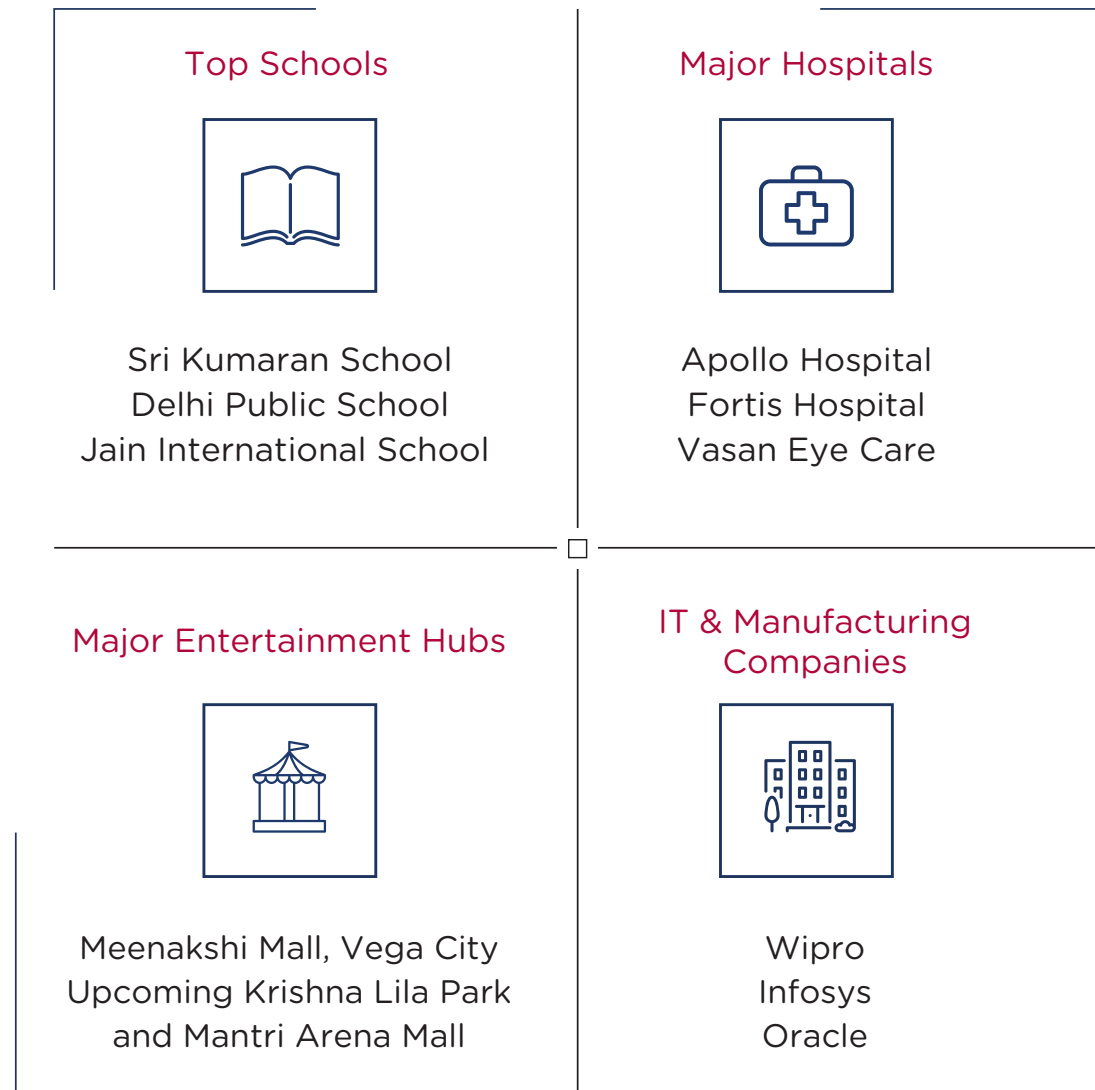 Top Schools
Sri Kumaran School
Delhi Public School
Jain International School
Major Hospitals
Apollo Hospital
Fortis Hospital
Vasan Eye Care
Major Entertainment Hubs
Meenakshi Mall, Vega City
Upcoming Krishna Lila Park
and Mantri Arena Mall
IT & Manufacturing
Companies
Wipro
Infosys
Oracle